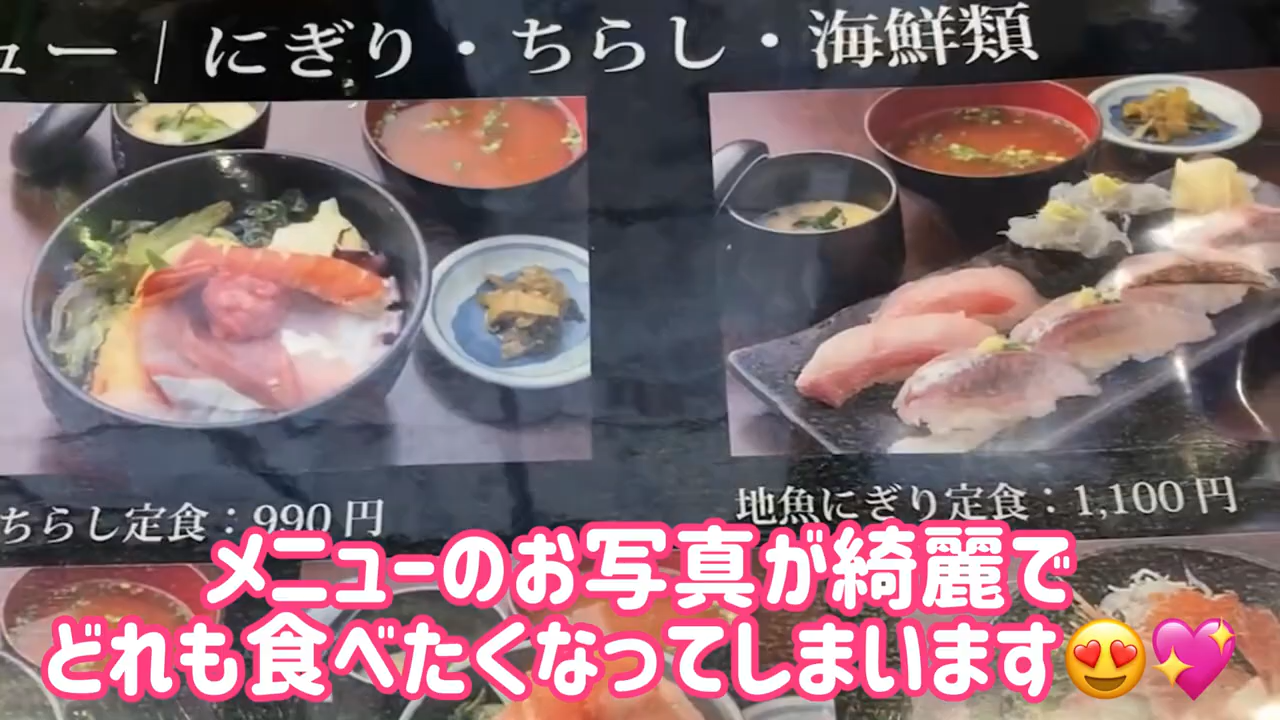 ュー｜にぎり・ちらし・海鮮類
ちらし定食：990円
地魚にぎり定食：1,100円
メニューのお写真が綺麗で
どれも食べたくなってしまいます😍💖